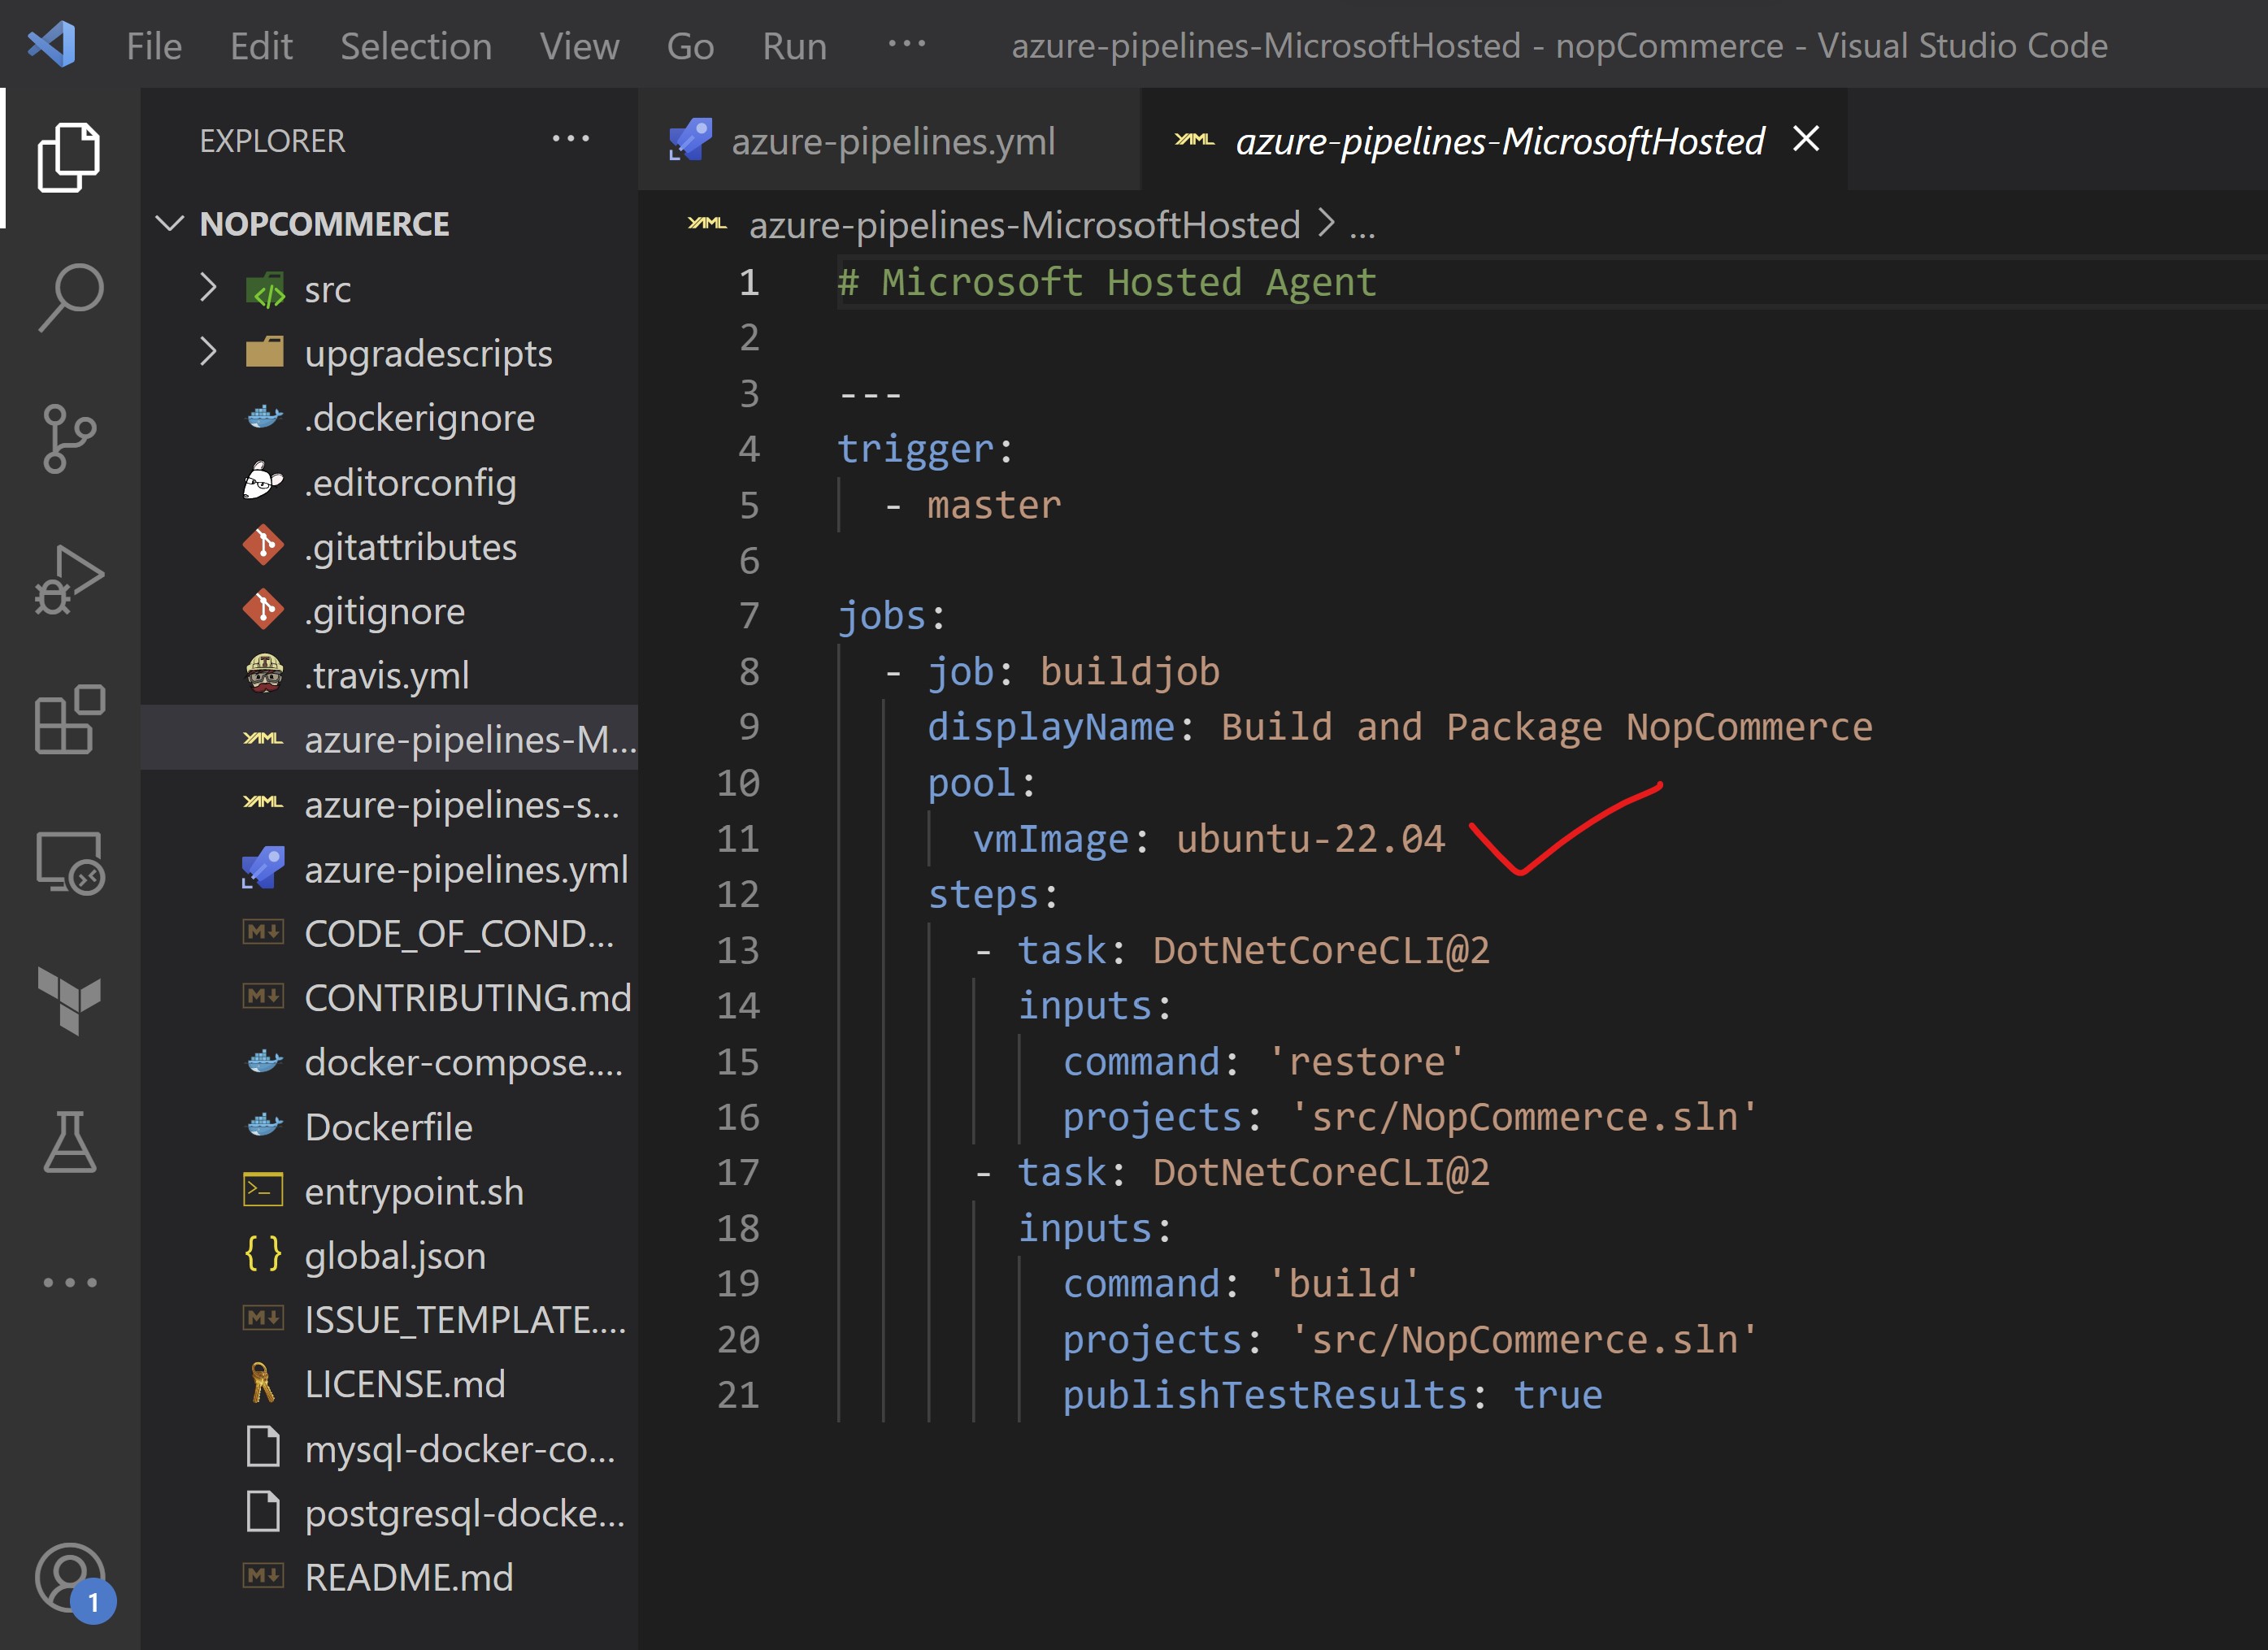 File Edit Selection View Go Run ··· azure-pipelines-MicrosoftHosted - nopCommerce - Visual Studio Code
EXPLORER ···
NOPCOMMERCE
src
upgradescripts
.dockerignore
.editorconfig
.gitattributes
.gitignore
.travis.yml
YAML azure-pipelines-M...
YAML azure-pipelines-s...
azure-pipelines.yml
M CODE_OF_COND...
M CONTRIBUTING.md
docker-compose....
Dockerfile
entrypoint.sh
{ } global.json
M ISSUE_TEMPLATE....
LICENSE.md
mysql-docker-co...
postgresql-docke...
M README.md
1
azure-pipelines.yml YAML azure-pipelines-MicrosoftHosted
YAML azure-pipelines-MicrosoftHosted > ...
1 # Microsoft Hosted Agent
2
3 ---
4 trigger:
5 - master
6
7 jobs:
8 - job: buildjob
9 displayName: Build and Package NopCommerce
10 pool:
11 vmImage: ubuntu-22.04
12 steps:
13 - task: DotNetCoreCLI@2
14 inputs:
15 command: 'restore'
16 projects: 'src/NopCommerce.sln'
17 - task: DotNetCoreCLI@2
18 inputs:
19 command: 'build'
20 projects: 'src/NopCommerce.sln'
21 publishTestResults: true